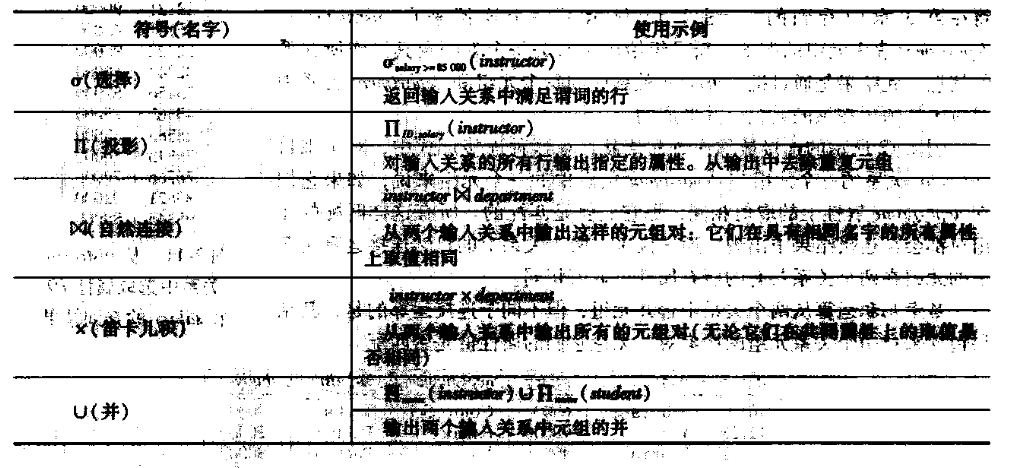 符号(名字) 使用示例
σ(选择)
σ salary >= 85 000 (instructor)
返回输入关系中满足谓词的行
∏(投影)
∏ ID, salary (instructor)
对输入关系的所有行输出指定的属性。从输出中去除重复元组
⋈(自然连接)
instructor ⋈ department
从两个输入关系中输出这样的元组对：它们在具有相同名字的所有属性
上取值相同
×(笛卡儿积)
instructor × department
从两个输入关系中输出所有的元组对(无论它们在共同属性上的取值是
否相同)
∪(并)
∏ (instructor) ∪ ∏ (student)
输出两个输入关系中元组的并